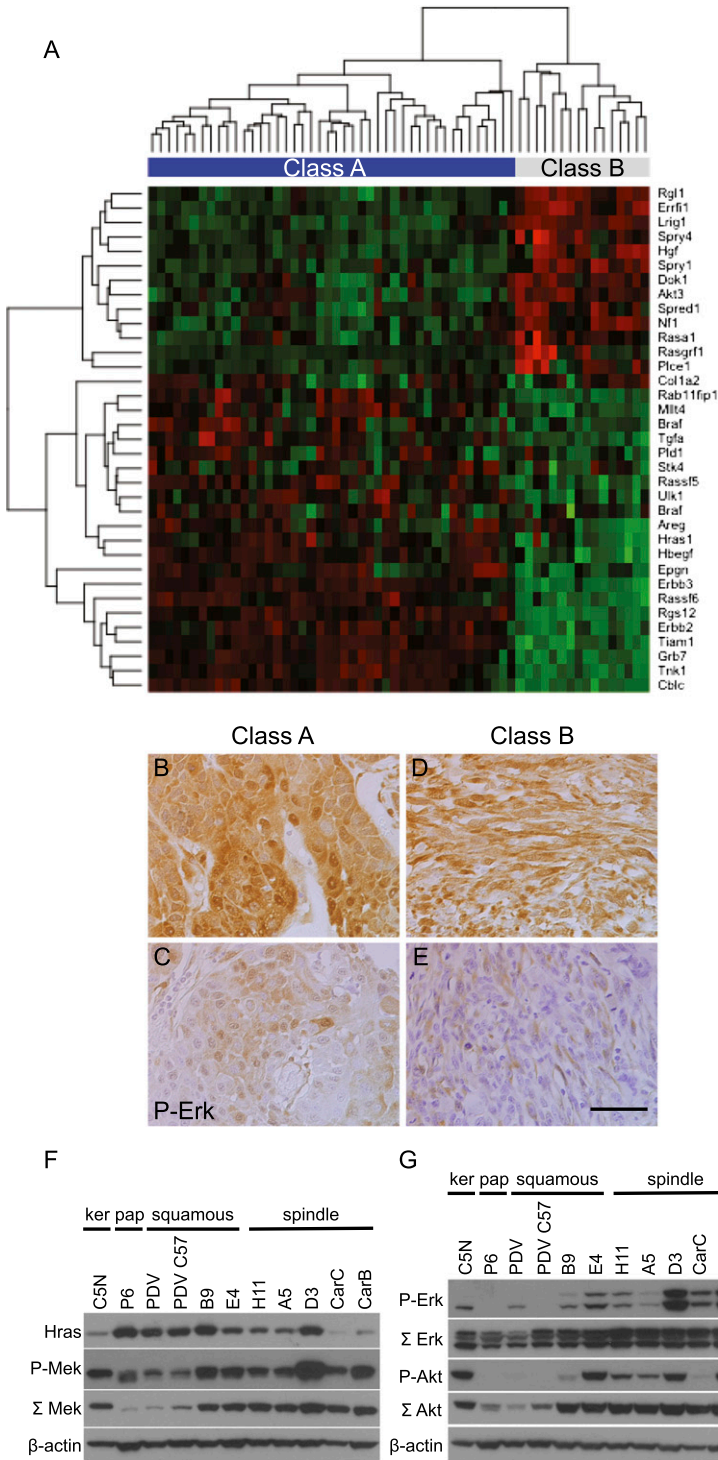 A
Class A Class B
Rgl1
Errfi1
Lrig1
Spry4
Hgf
Spry1
Dok1
Akt3
Spred1
Nf1
Rasa1
Rasgrf1
Plce1
Col1a2
Rab11fip1
Mllt4
Braf
Tgfa
Pld1
Stk4
Rassf5
Ulk1
Braf
Areg
Hras1
Hbegf
Epgn
Erbb3
Rassf6
Rgs12
Erbb2
Tiam1
Grb7
Tnk1
Cblc
Class A Class B
B D
C E
P-Erk
F
ker pap squamous spindle
C5N P6 PDV PDV C57 B9 E4 H11 A5 D3 CarC CarB
Hras
P-Mek
Σ Mek
β-actin
G
ker pap squamous spindle
C5N P6 PDV PDV C57 B9 E4 H11 A5 D3 CarC
P-Erk
Σ Erk
P-Akt
Σ Akt
β-actin